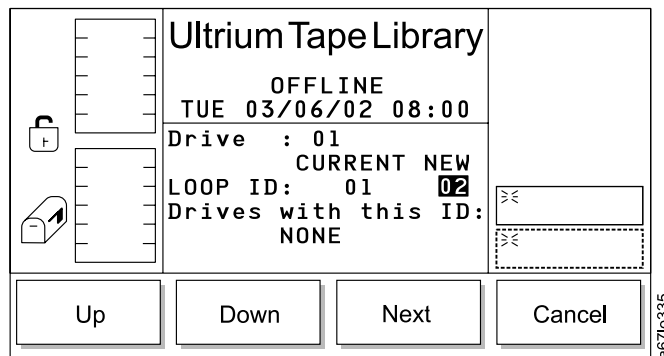 Ultrium Tape Library
OFFLINE
TUE 03/06/02 08:00
Drive : 01
CURRENT NEW
LOOP ID: 01 02
Drives with this ID:
NONE
Up
Down
Next
Cancel